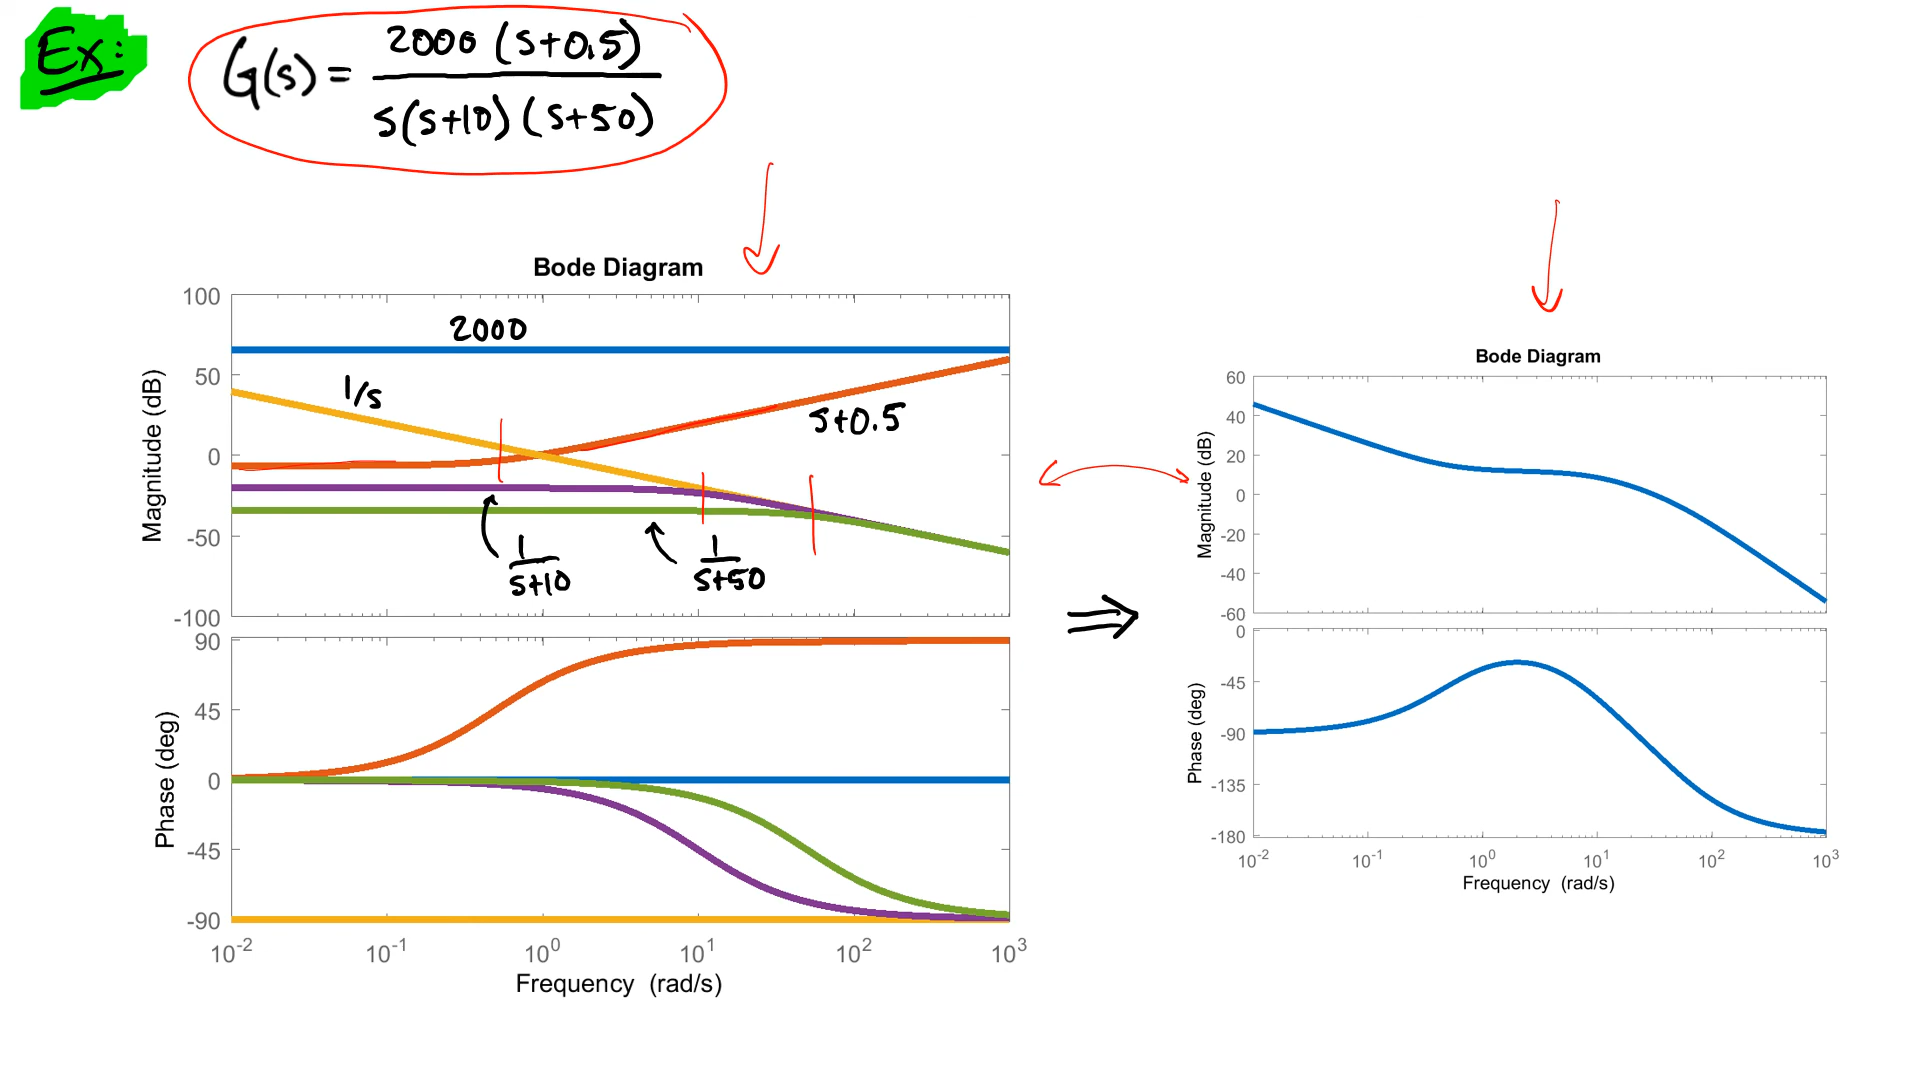 Ex:
G(s) = 2000 (s+0.5)
s(s+10)(s+50)
Bode Diagram
100
50
0
-50
-100
Magnitude (dB)
2000
1/s
s+0.5
1
s+10
1
s+50
90
45
0
-45
-90
Phase (deg)
10^-2 10^-1 10^0 10^1 10^2 10^3
Frequency (rad/s)
⇒
Bode Diagram
60
40
20
0
-20
-40
-60
Magnitude (dB)
0
-45
-90
-135
-180
Phase (deg)
10^-2 10^-1 10^0 10^1 10^2 10^3
Frequency (rad/s)